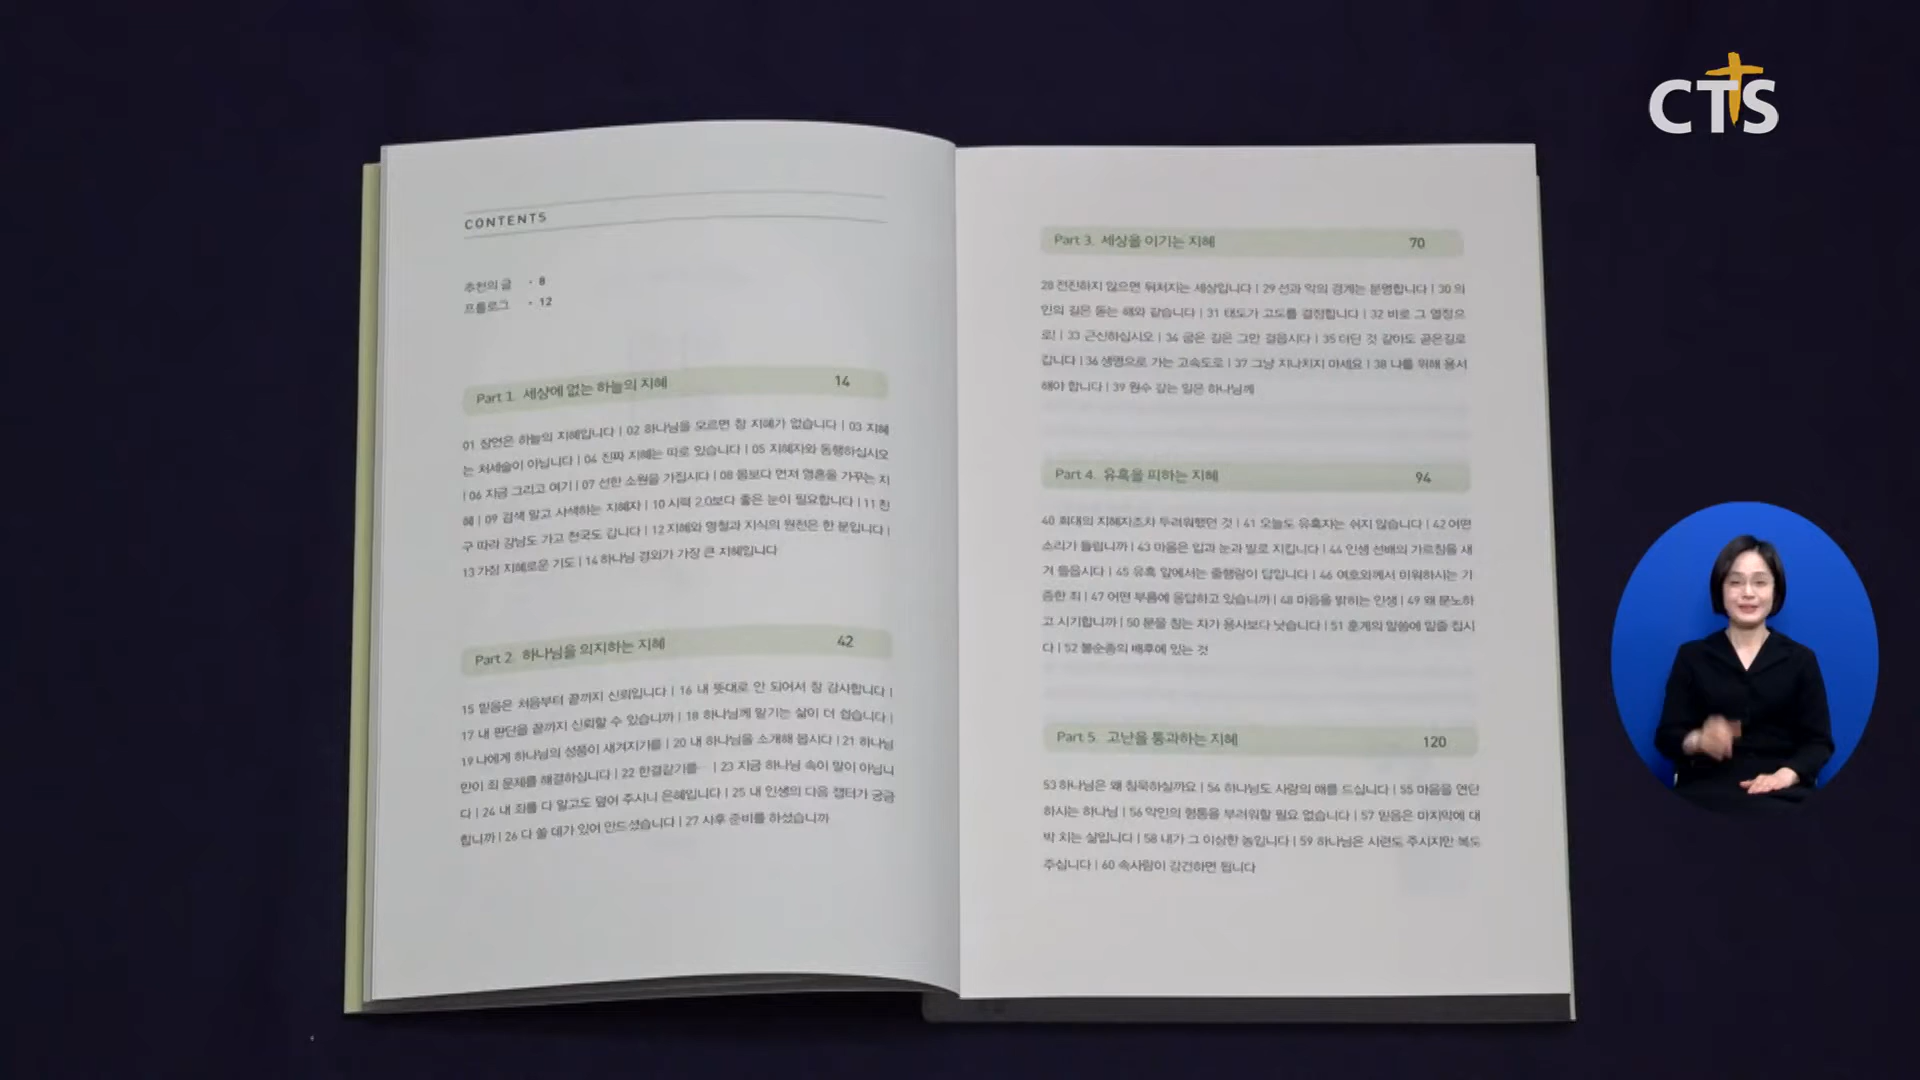 CONTENTS
추천의 글 · 8
프롤로그 · 12
Part 1. 세상에 없는 하늘의 지혜 14
01 잠언은 하늘의 지혜입니다 | 02 하나님을 모르면 참 지혜가 없습니다 | 03 지혜
는 처세술이 아닙니다 | 04 진짜 지혜는 따로 있습니다 | 05 지혜자와 동행하십시오
| 06 지금 그리고 여기 | 07 선한 소원을 가집시다 | 08 몸보다 먼저 영혼을 가꾸는 지
혜 | 09 검색 말고 사색하는 지혜자 | 10 시력 2.0보다 좋은 눈이 필요합니다 | 11 친
구 따라 강남도 가고 천국도 갑니다 | 12 지혜와 명철과 지식의 원천은 한 분입니다 |
13 가장 지혜로운 기도 | 14 하나님 경외가 가장 큰 지혜입니다
Part 2. 하나님을 의지하는 지혜 42
15 믿음은 처음부터 끝까지 신뢰입니다 | 16 내 뜻대로 안 되어서 참 감사합니다 |
17 내 판단을 끝까지 신뢰할 수 있습니까 | 18 하나님께 맡기는 삶이 더 쉽습니다 |
19 나에게 하나님의 성품이 새겨지기를 | 20 내 하나님을 소개해 봅시다 | 21 하나님
만이 죄 문제를 해결하십니다 | 22 한결같기를… | 23 지금 하나님 속이 말이 아닙니
다 | 24 내 죄를 다 알고도 덮어 주시니 은혜입니다 | 25 내 인생의 다음 챕터가 궁금
합니까 | 26 다 쓸 데가 있어 만드셨습니다 | 27 사후 준비를 하셨습니까
Part 3. 세상을 이기는 지혜 70
28 전진하지 않으면 뒤처지는 세상입니다 | 29 선과 악의 경계는 분명합니다 | 30 의
인의 길은 돋는 해와 같습니다 | 31 태도가 고도를 결정합니다 | 32 바로 그 열정으
로! | 33 근신하십시오 | 34 굽은 길은 그만 걸읍시다 | 35 더딘 것 같아도 곧은길로
갑니다 | 36 생명으로 가는 고속도로 | 37 그냥 지나치지 마세요 | 38 나를 위해 용서
해야 합니다 | 39 원수 갚는 일은 하나님께
Part 4. 유혹을 피하는 지혜 94
40 희대의 지혜자조차 두려워했던 것 | 41 오늘도 유혹자는 쉬지 않습니다 | 42 어떤
소리가 들립니까 | 43 마음은 입과 눈과 발로 지킵니다 | 44 인생 선배의 가르침을 새
겨 들읍시다 | 45 유혹 앞에서는 줄행랑이 답입니다 | 46 여호와께서 미워하시는 가
증한 죄 | 47 어떤 부름에 응답하고 있습니까 | 48 마음을 밝히는 인생 | 49 왜 분노하
고 시기합니까 | 50 분을 참는 자가 용사보다 낫습니다 | 51 훈계의 말씀에 밑줄 칩시
다 | 52 불순종의 배후에 있는 것
Part 5. 고난을 통과하는 지혜 120
53 하나님은 왜 침묵하실까요 | 54 하나님도 사랑의 매를 드십니다 | 55 마음을 연단
하시는 하나님 | 56 악인의 형통을 부러워할 필요 없습니다 | 57 믿음은 마지막에 대
박 치는 삶입니다 | 58 내가 그 이상한 놈입니다 | 59 하나님은 시련도 주시지만 복도
주십니다 | 60 속사람이 강건하면 됩니다
CTS